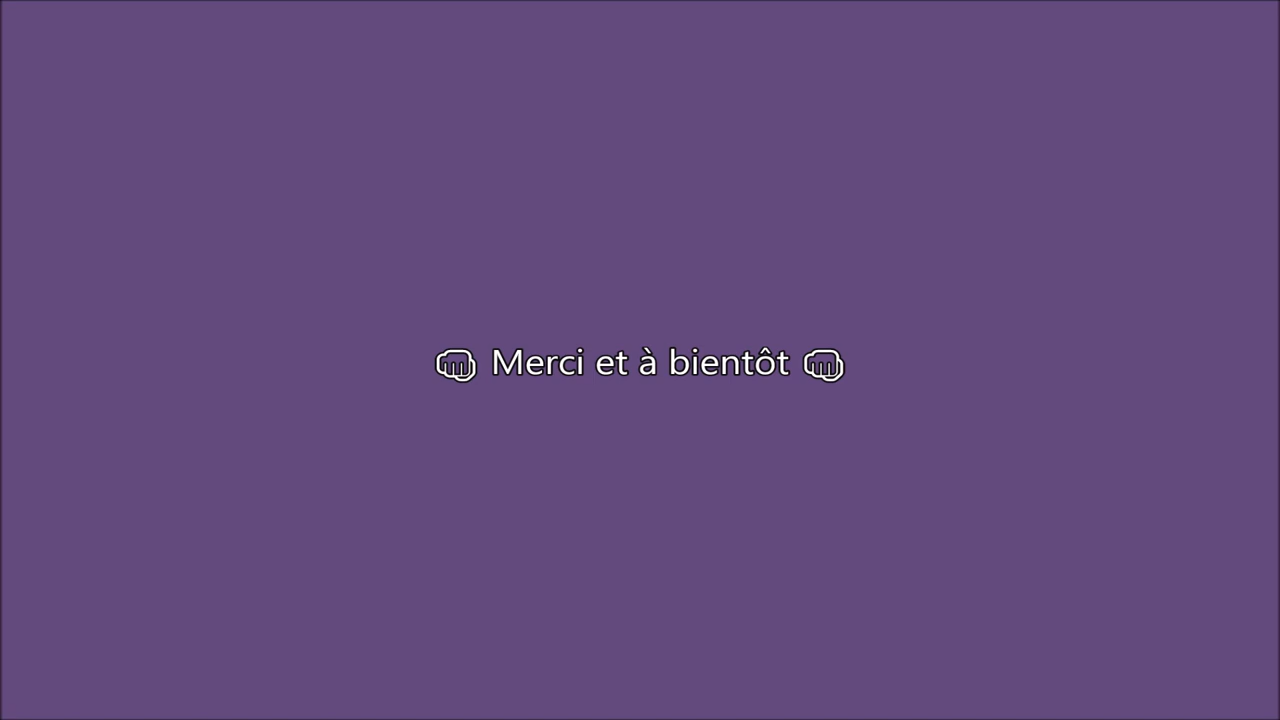 👊 Merci et à bientôt 👊